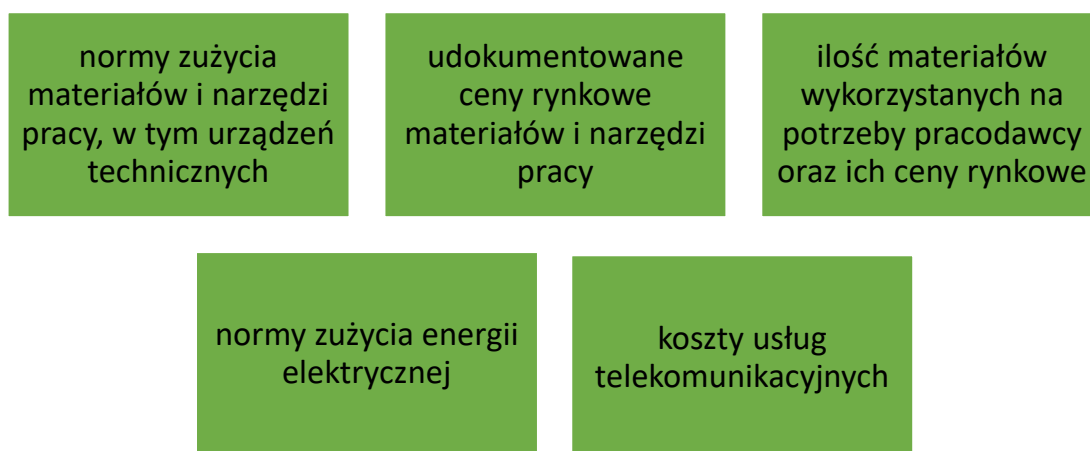 normy zużycia
materiałów i narzędzi
pracy, w tym urządzeń
technicznych
udokumentowane
ceny rynkowe
materiałów i narzędzi
pracy
ilość materiałów
wykorzystanych na
potrzeby pracodawcy
oraz ich ceny rynkowe
normy zużycia energii
elektrycznej
koszty usług
telekomunikacyjnych